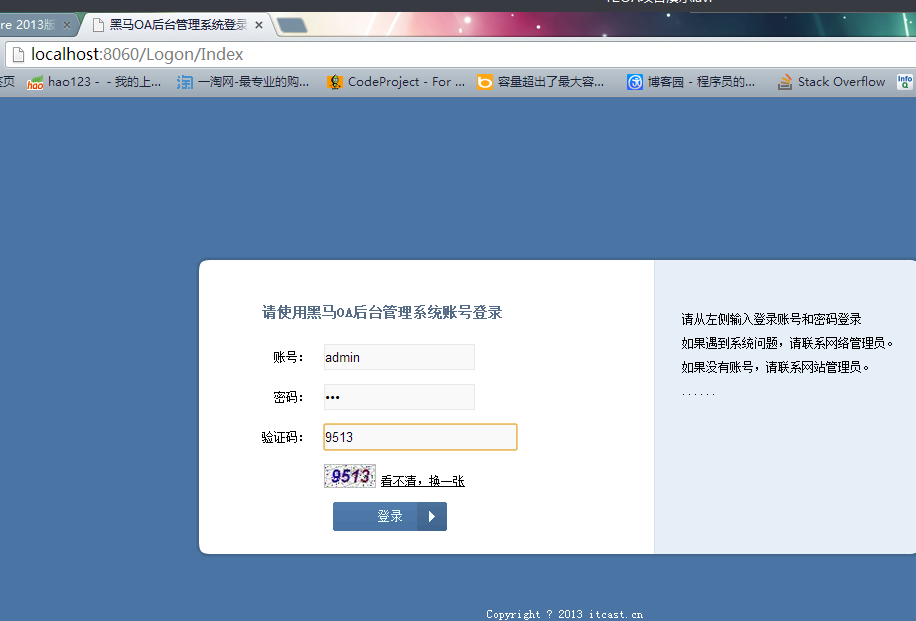 re 2013版
黑马OA后台管理系统登录
localhost:8060/Logon/Index
hao123 - - 我的上...
一淘网-最专业的购...
CodeProject - For ...
容量超出了最大容...
博客园 - 程序员的...
Stack Overflow
Info
请使用黑马OA后台管理系统账号登录
账号：
admin
密码：
•••
验证码：
9513
9513
看不清，换一张
登录
请从左侧输入登录账号和密码登录
如果遇到系统问题，请联系网络管理员。
如果没有账号，请联系网站管理员。
......
Copyright ? 2013 itcast.cn